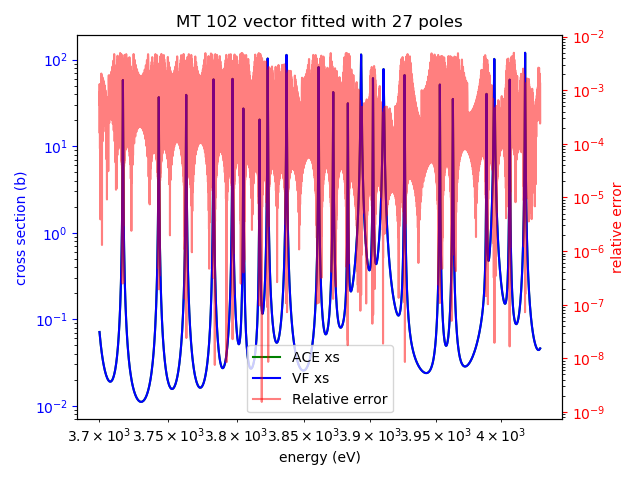 MT 102 vector fitted with 27 poles
cross section (b)
10² 10¹ 10⁰ 10⁻¹ 10⁻²
ACE xs
VF xs
Relative error
10⁻² 10⁻³ 10⁻⁴ 10⁻⁵ 10⁻⁶ 10⁻⁷ 10⁻⁸ 10⁻⁹
relative error
3.7 × 10³ 3.75 × 10³ 3.8 × 10³ 3.85 × 10³ 3.9 × 10³ 3.95 × 10³ 4 × 10³
energy (eV)